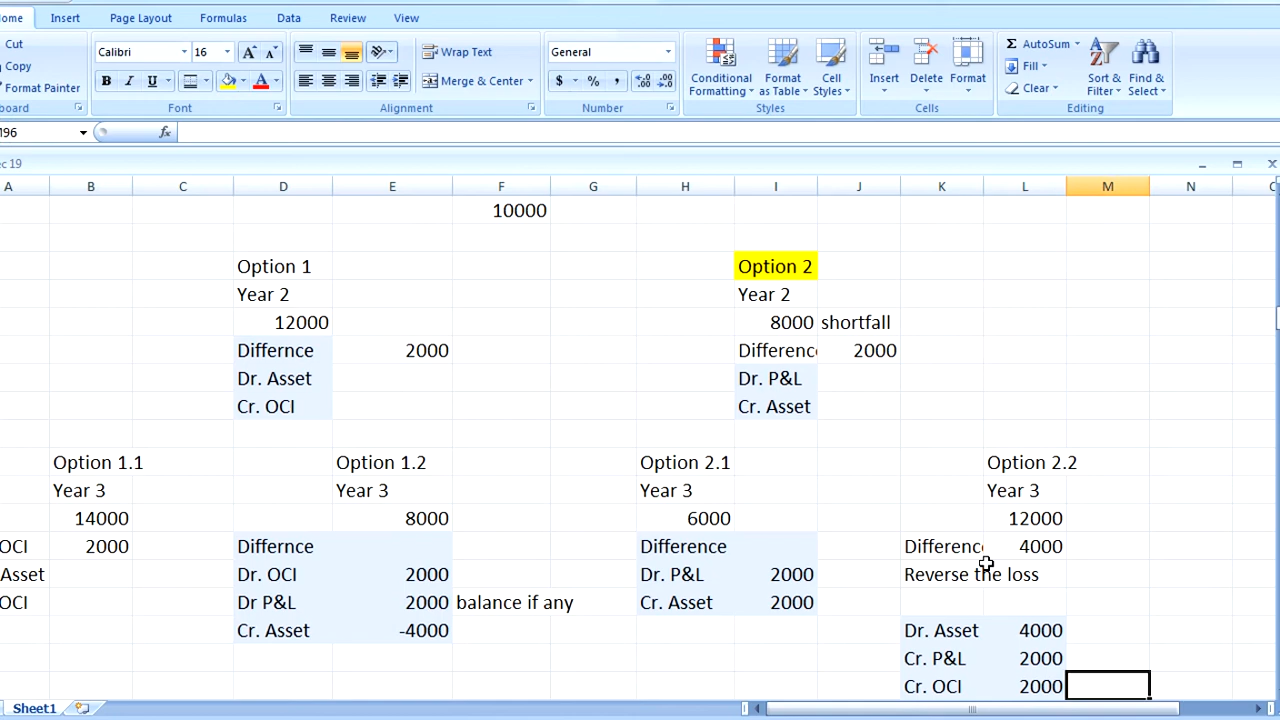 ome Insert Page Layout Formulas Data Review View
Cut
Copy
Format Painter
board
Calibri 16 A A
B I U A
Font
Wrap Text
Merge & Center
Alignment
General
$ % , .00 .0
Number
Conditional Formatting
Format as Table
Cell Styles
Styles
Insert Delete Format
Cells
Σ AutoSum
Fill
Clear
Sort & Filter
Find & Select
Editing
M96 fx
ec 19
A B C D E F G H I J K L M N
10000
Option 1 Option 2
Year 2 Year 2
12000 8000 shortfall
Differnce 2000 Differenc 2000
Dr. Asset Dr. P&L
Cr. OCI Cr. Asset
Option 1.1 Option 1.2 Option 2.1 Option 2.2
Year 3 Year 3 Year 3 Year 3
14000 8000 6000 12000
OCI 2000 Differnce Difference Differenc 4000
Asset Dr. OCI 2000 Dr. P&L 2000 Reverse the loss
OCI Dr P&L 2000 balance if any Cr. Asset 2000
Cr. Asset -4000 Dr. Asset 4000
Cr. P&L 2000
Cr. OCI 2000
Sheet1